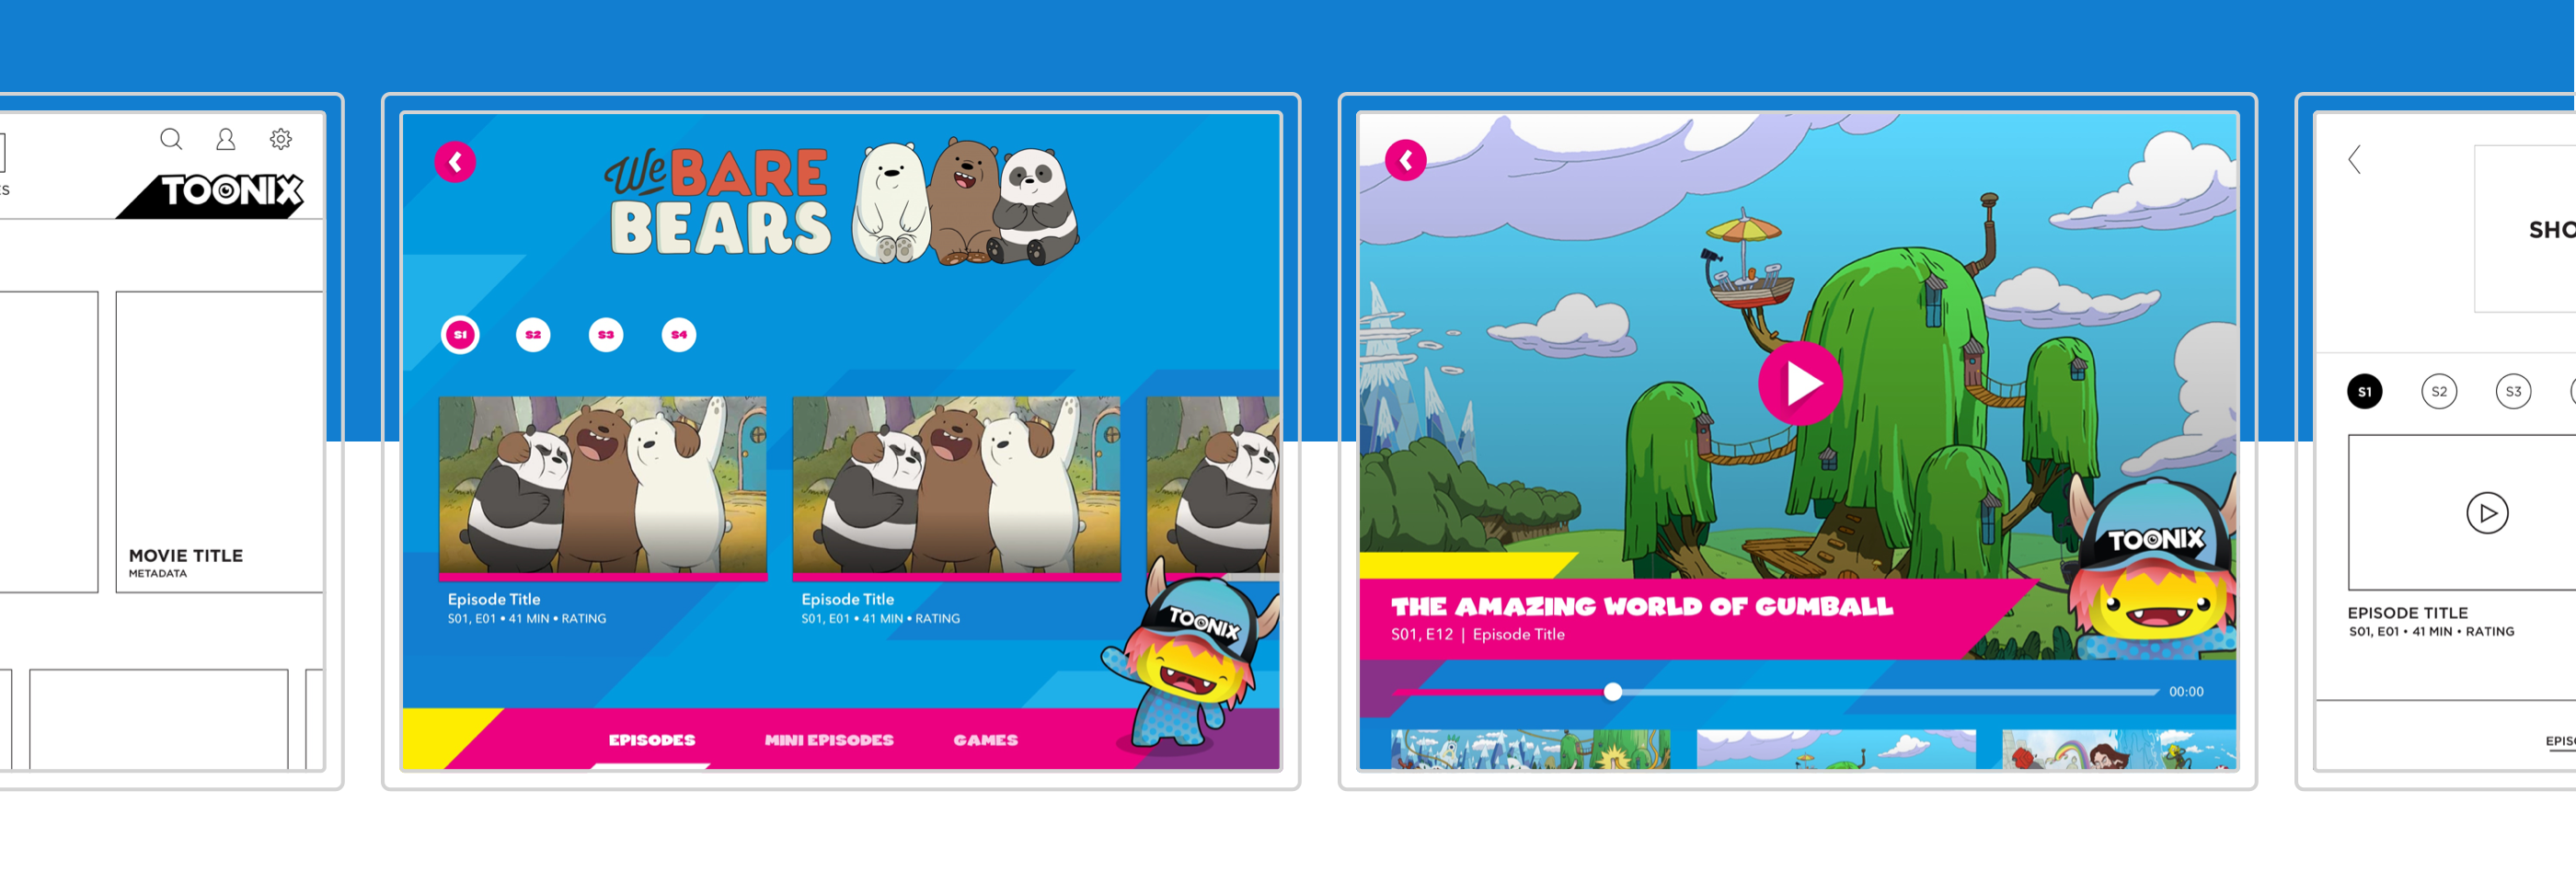 ES
TOONIX
MOVIE TITLE
METADATA
We BARE
BEARS
S1 S2 S3 S4
Episode Title
S01, E01 • 41 MIN • RATING
Episode Title
S01, E01 • 41 MIN • RATING
TOONIX
EPISODES MINI EPISODES GAMES
TOONIX
THE AMAZING WORLD OF GUMBALL
S01, E12 | Episode Title
00:00
SHO
S1 S2 S3
EPISODE TITLE
S01, E01 • 41 MIN • RATING
EPIS